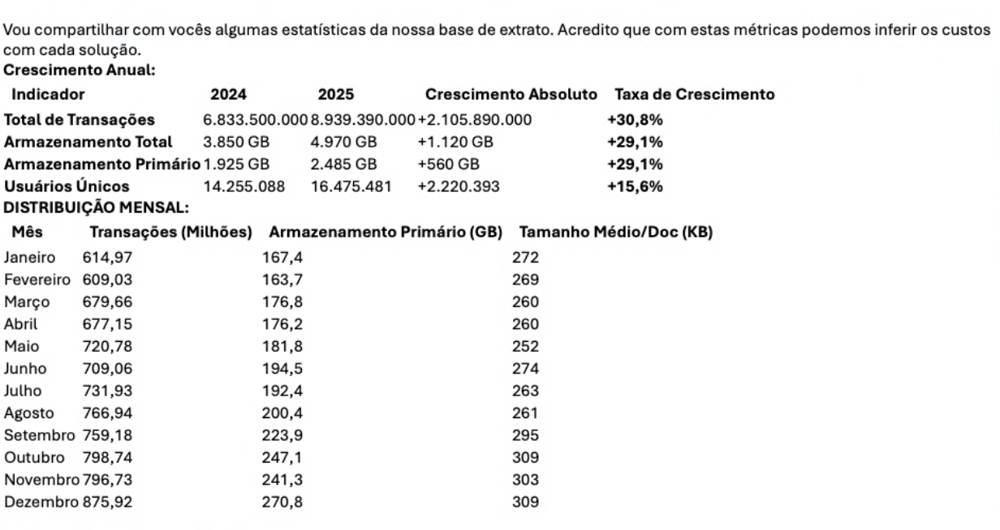 Vou compartilhar com vocês algumas estatísticas da nossa base de extrato. Acredito que com estas métricas podemos inferir os custos
com cada solução.
Crescimento Anual:
Indicador 2024 2025 Crescimento Absoluto Taxa de Crescimento
Total de Transações 6.833.500.000 8.939.390.000 +2.105.890.000 +30,8%
Armazenamento Total 3.850 GB 4.970 GB +1.120 GB +29,1%
Armazenamento Primário 1.925 GB 2.485 GB +560 GB +29,1%
Usuários Únicos 14.255.088 16.475.481 +2.220.393 +15,6%
DISTRIBUIÇÃO MENSAL:
Mês Transações (Milhões) Armazenamento Primário (GB) Tamanho Médio/Doc (KB)
Janeiro 614,97 167,4 272
Fevereiro 609,03 163,7 269
Março 679,66 176,8 260
Abril 677,15 176,2 260
Maio 720,78 181,8 252
Junho 709,06 194,5 274
Julho 731,93 192,4 263
Agosto 766,94 200,4 261
Setembro 759,18 223,9 295
Outubro 798,74 247,1 309
Novembro 796,73 241,3 303
Dezembro 875,92 270,8 309